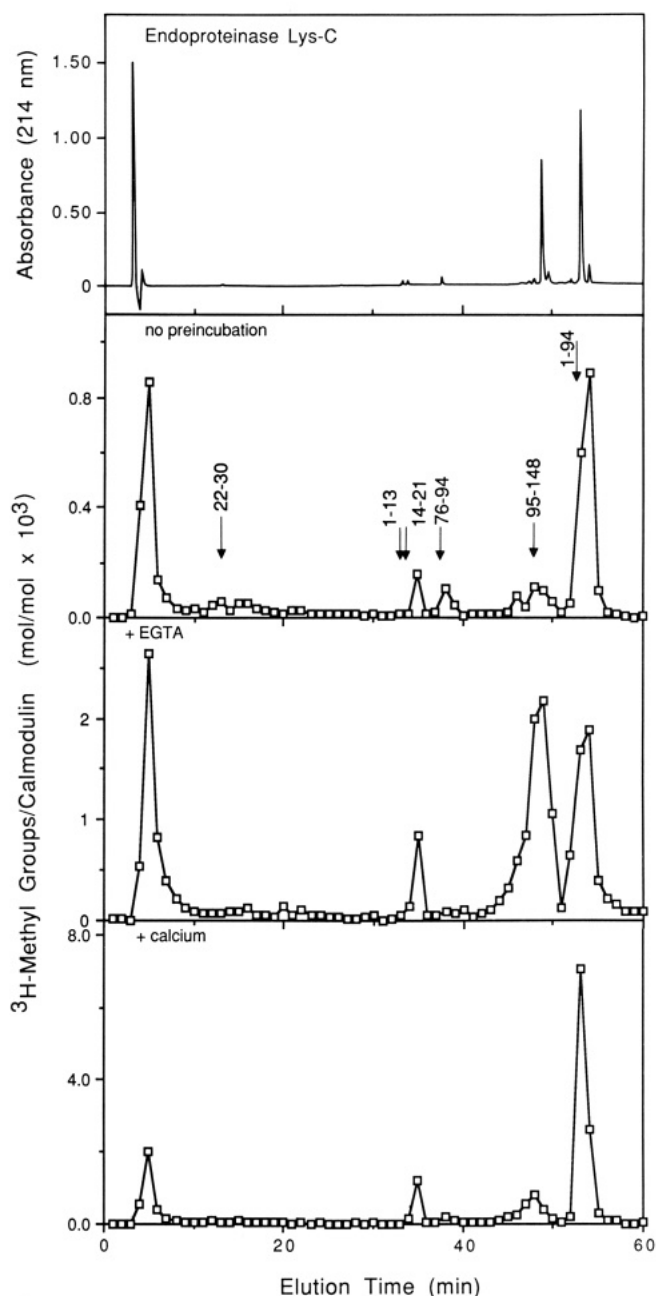 Endoproteinase Lys-C
Absorbance (214 nm)
1.50
1.00
0.50
0
no preincubation
0.8
0.4
0.0
22-30
1-13
14-21
76-94
95-148
1-94
³H-Methyl Groups/Calmodulin (mol/mol x 10³)
+ EGTA
2
1
0
+ calcium
8.0
4.0
0.0
0 20 40 60
Elution Time (min)